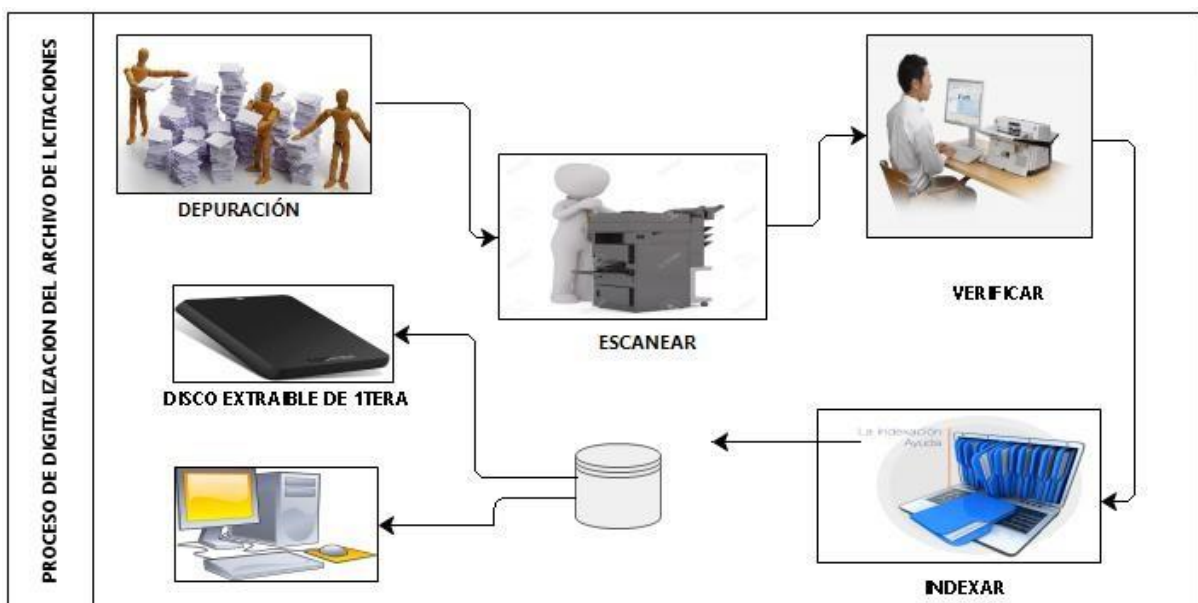 PROCESO DE DIGITALIZACION DEL ARCHIVO DE LICITACIONES
DEPURACIÓN
ESCANEAR
VERIFICAR
DISCO EXTRAIBLE DE 1TERA
La indexación
Ayuda
INDEXAR